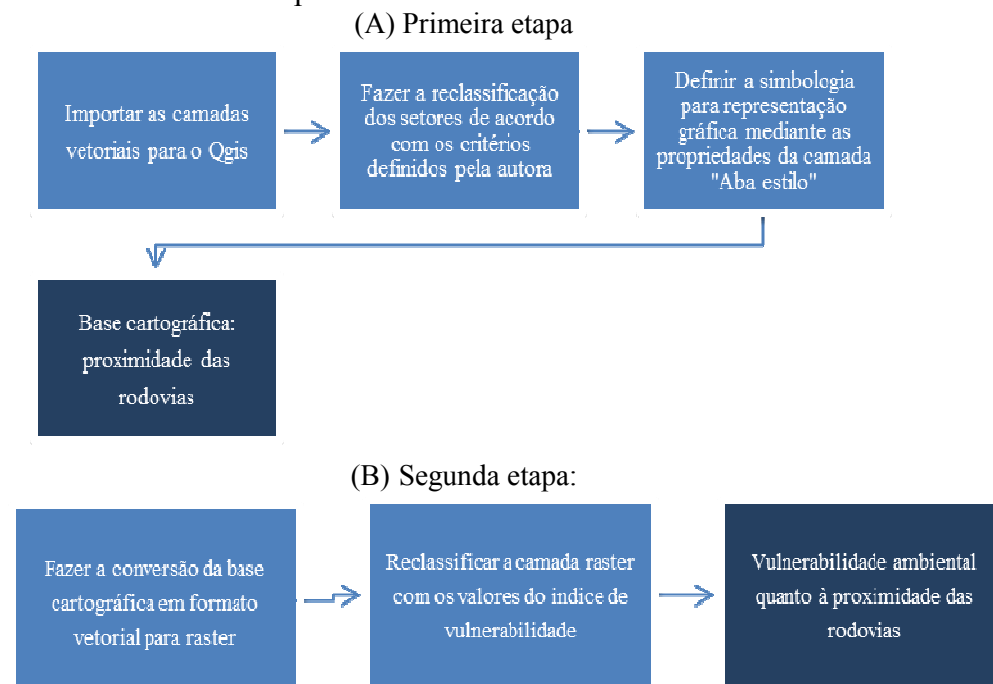 (A) Primeira etapa
Importar as camadas
vetoriais para o Qgis
Fazer a reclassificação
dos setores de acordo
com os critérios
definidos pela autora
Definir a simbologia
para representação
gráfica mediante as
propriedades da camada
"Aba estilo"
Base cartográfica:
proximidade das
rodovias
(B) Segunda etapa:
Fazer a conversão da base
cartográfica em formato
vetorial para raster
Reclassificar a camada raster
com os valores do indice de
vulnerabilidade
Vulnerabilidade ambiental
quanto à proximidade das
rodovias